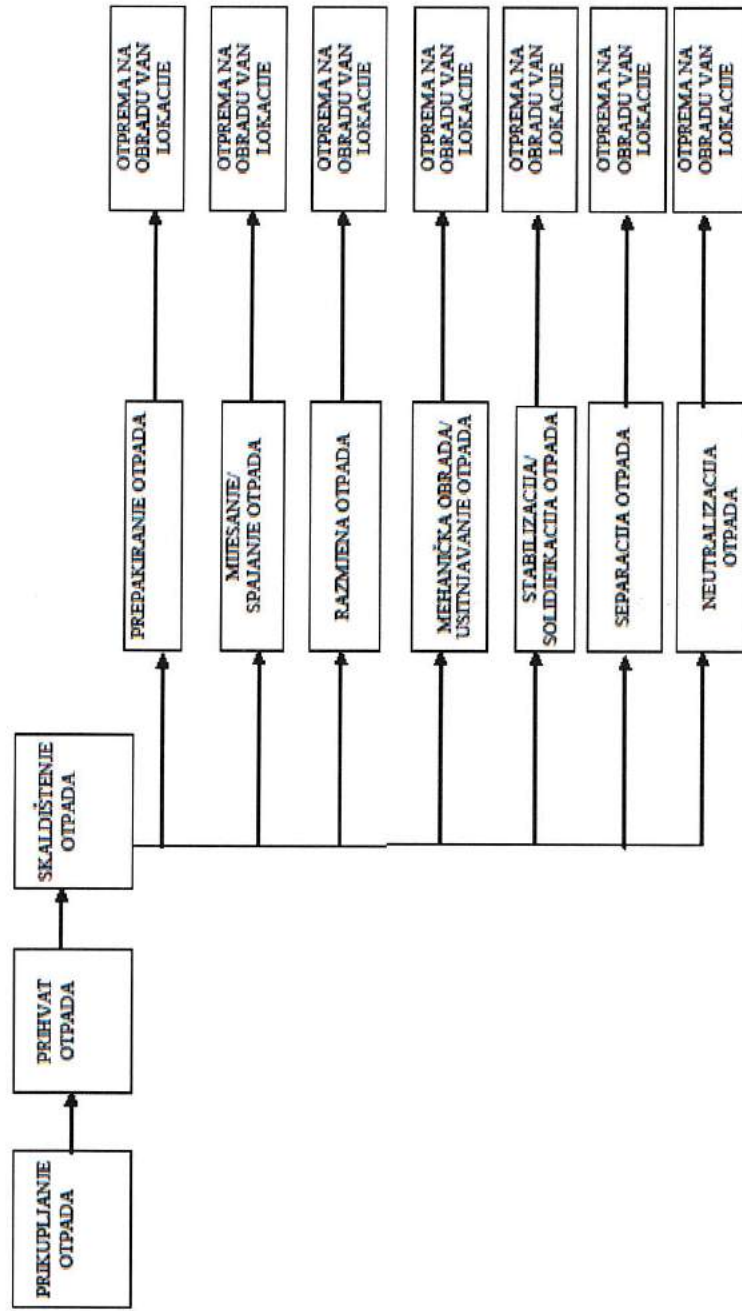 PRIKUPLJANJE
OTPADA
PRIHVAT
OTPADA
SKALDIŠTENJE
OTPADA
PREPAKIRANJE OTPADA
OTPREMA NA
OBRADU VAN
LOKACIJE
MIJEŠANJE/
SPAJANJE OTPADA
OTPREMA NA
OBRADU VAN
LOKACIJE
RAZMJENA OTPADA
OTPREMA NA
OBRADU VAN
LOKACIJE
MEHANIČKA OBRADA/
USITNJAVANJE OTPADA
OTPREMA NA
OBRADU VAN
LOKACIJE
STABILIZACIJA/
SOLIDIFIKACIJA OTPADA
OTPREMA NA
OBRADU VAN
LOKACIJE
SEPARACIJA OTPADA
OTPREMA NA
OBRADU VAN
LOKACIJE
NEUTRALIZACIJA
OTPADA
OTPREMA NA
OBRADU VAN
LOKACIJE